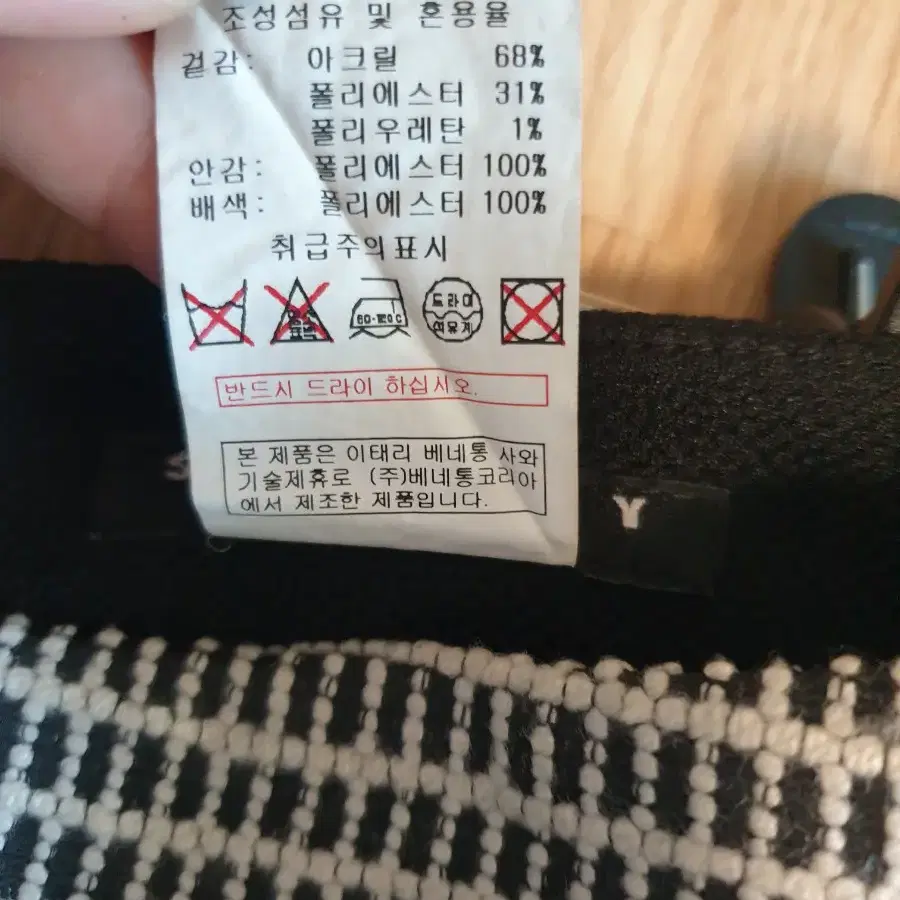 조성섬유 및 혼용율
겉감: 아크릴 68%
폴리에스터 31%
폴리우레탄 1%
안감: 폴리에스터 100%
배색: 폴리에스터 100%
취급주의표시
드라이
석유계
반드시 드라이 하십시오.
본 제품은 이태리 베네통 사와
기술제휴로 (주)베네통코리아
에서 제조한 제품입니다.
S
Y